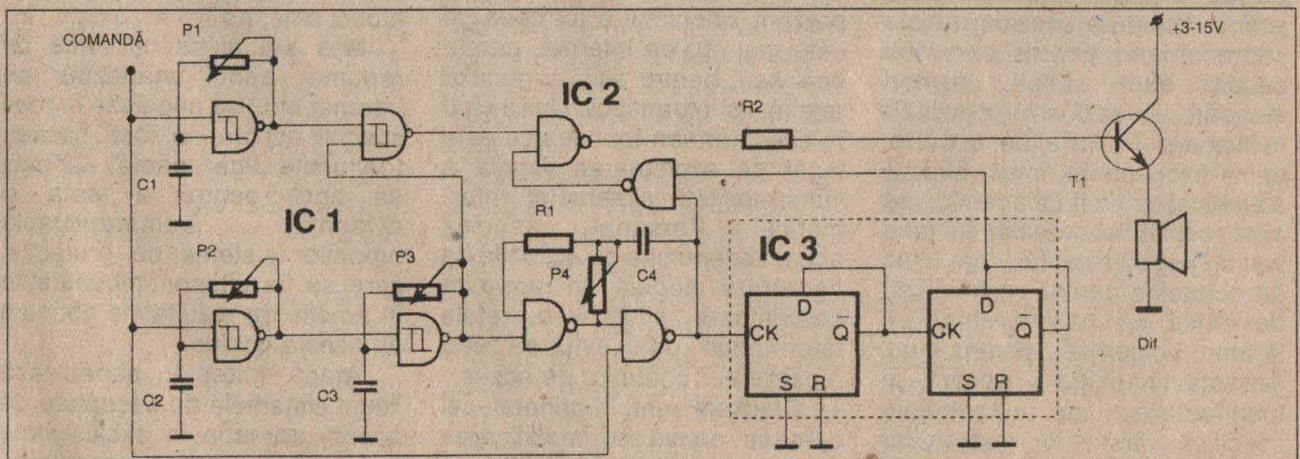 P1
+3-15V
COMANDĂ
IC 2
R2
C1
T1
IC 1
R1
P2
P3
P4
C4
IC 3
D
D
CK
Q̅
CK
Q̅
Dif
C2
C3
S
R
S
R